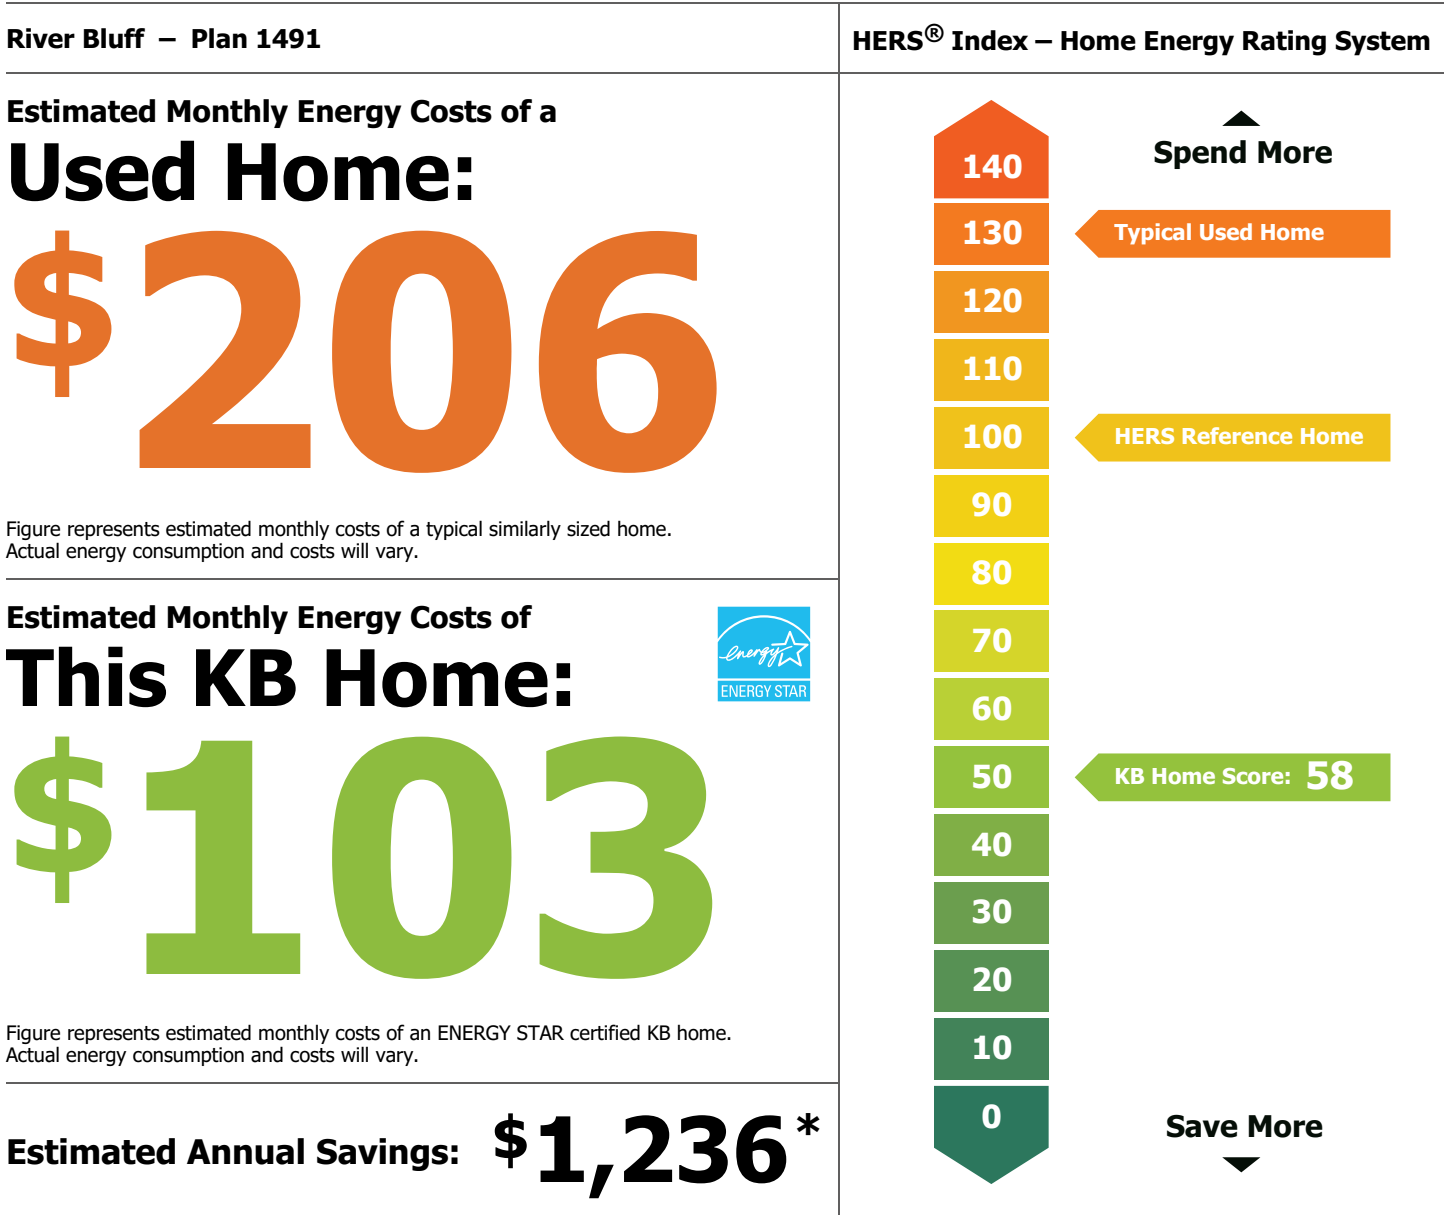 River Bluff – Plan 1491
Estimated Monthly Energy Costs of a
Used Home:
$206
Figure represents estimated monthly costs of a typical similarly sized home.
Actual energy consumption and costs will vary.
Estimated Monthly Energy Costs of
This KB Home:
energy
ENERGY STAR
$103
Figure represents estimated monthly costs of an ENERGY STAR certified KB home.
Actual energy consumption and costs will vary.
Estimated Annual Savings: $1,236*
HERS® Index – Home Energy Rating System
Spend More
140
130 Typical Used Home
120
110
100 HERS Reference Home
90
80
70
60
50 KB Home Score: 58
40
30
20
10
0
Save More